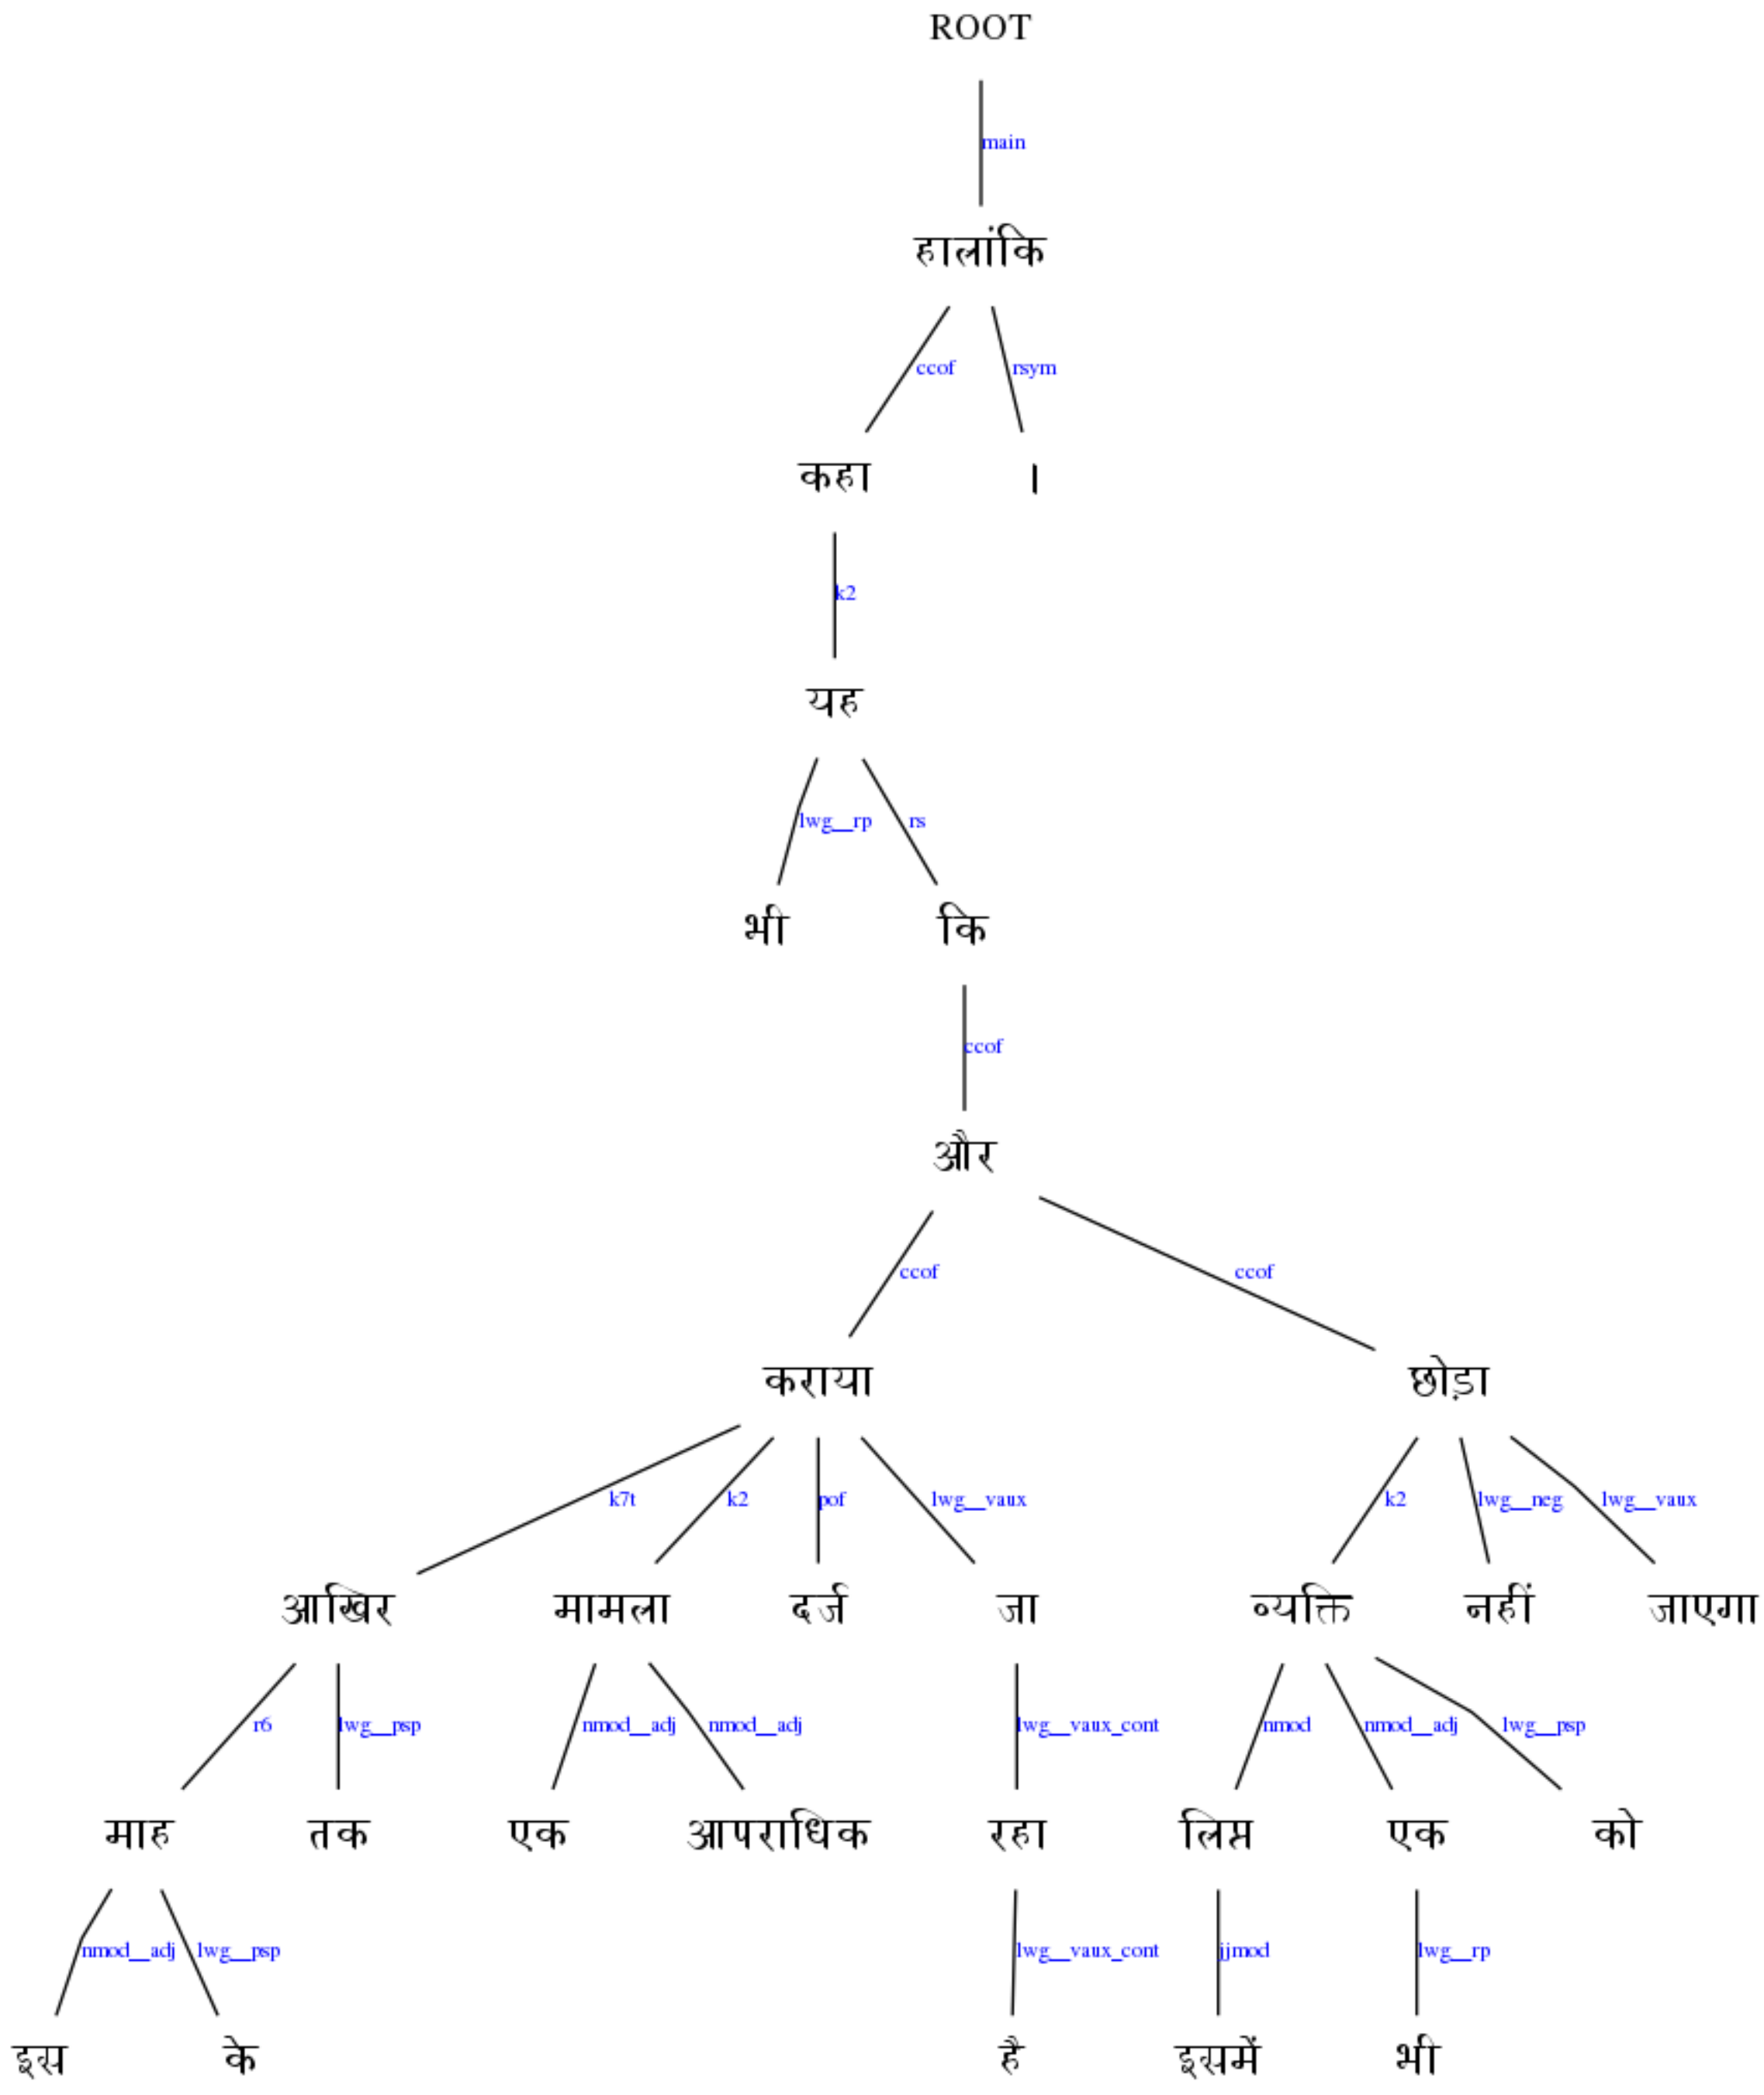 ROOT
main
हालांकि
ccof rsym
कहा ।
k2
यह
lwg__rp rs
भी कि
ccof
और
ccof ccof
कराया छोड़ा
k7t k2 pof lwg__vaux k2 lwg__neg lwg__vaux
आखिर मामला दर्ज जा व्यक्ति नहीं जाएगा
r6 lwg__psp nmod__adj nmod__adj lwg__vaux_cont nmod nmod__adj lwg__psp
माह तक एक आपराधिक रहा लिप्त एक को
nmod__adj lwg__psp lwg__vaux_cont jjmod lwg__rp
इस के है इसमें भी